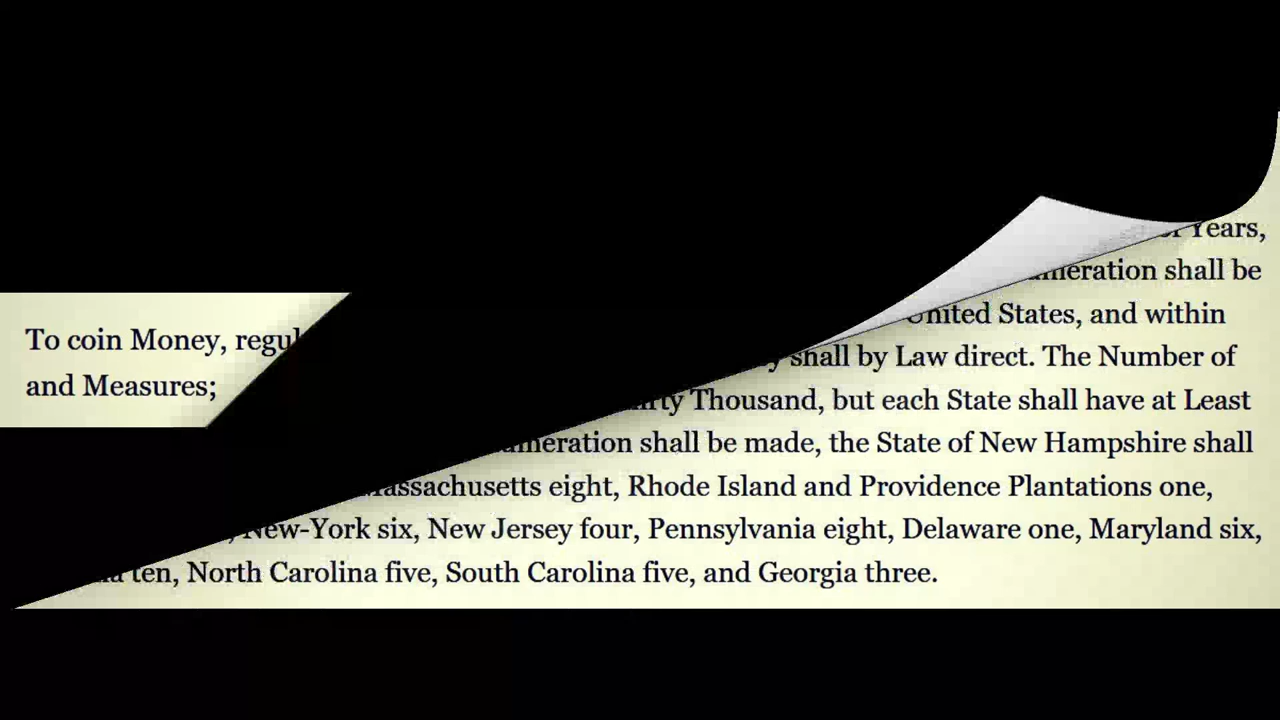 To coin Money, regul
and Measures;
Years,
shall be
United States, and within
shall by Law direct. The Number of
Thousand, but each State shall have at Least
shall be made, the State of New Hampshire shall
Massachusetts eight, Rhode Island and Providence Plantations one,
New-York six, New Jersey four, Pennsylvania eight, Delaware one, Maryland six,
ten, North Carolina five, South Carolina five, and Georgia three.